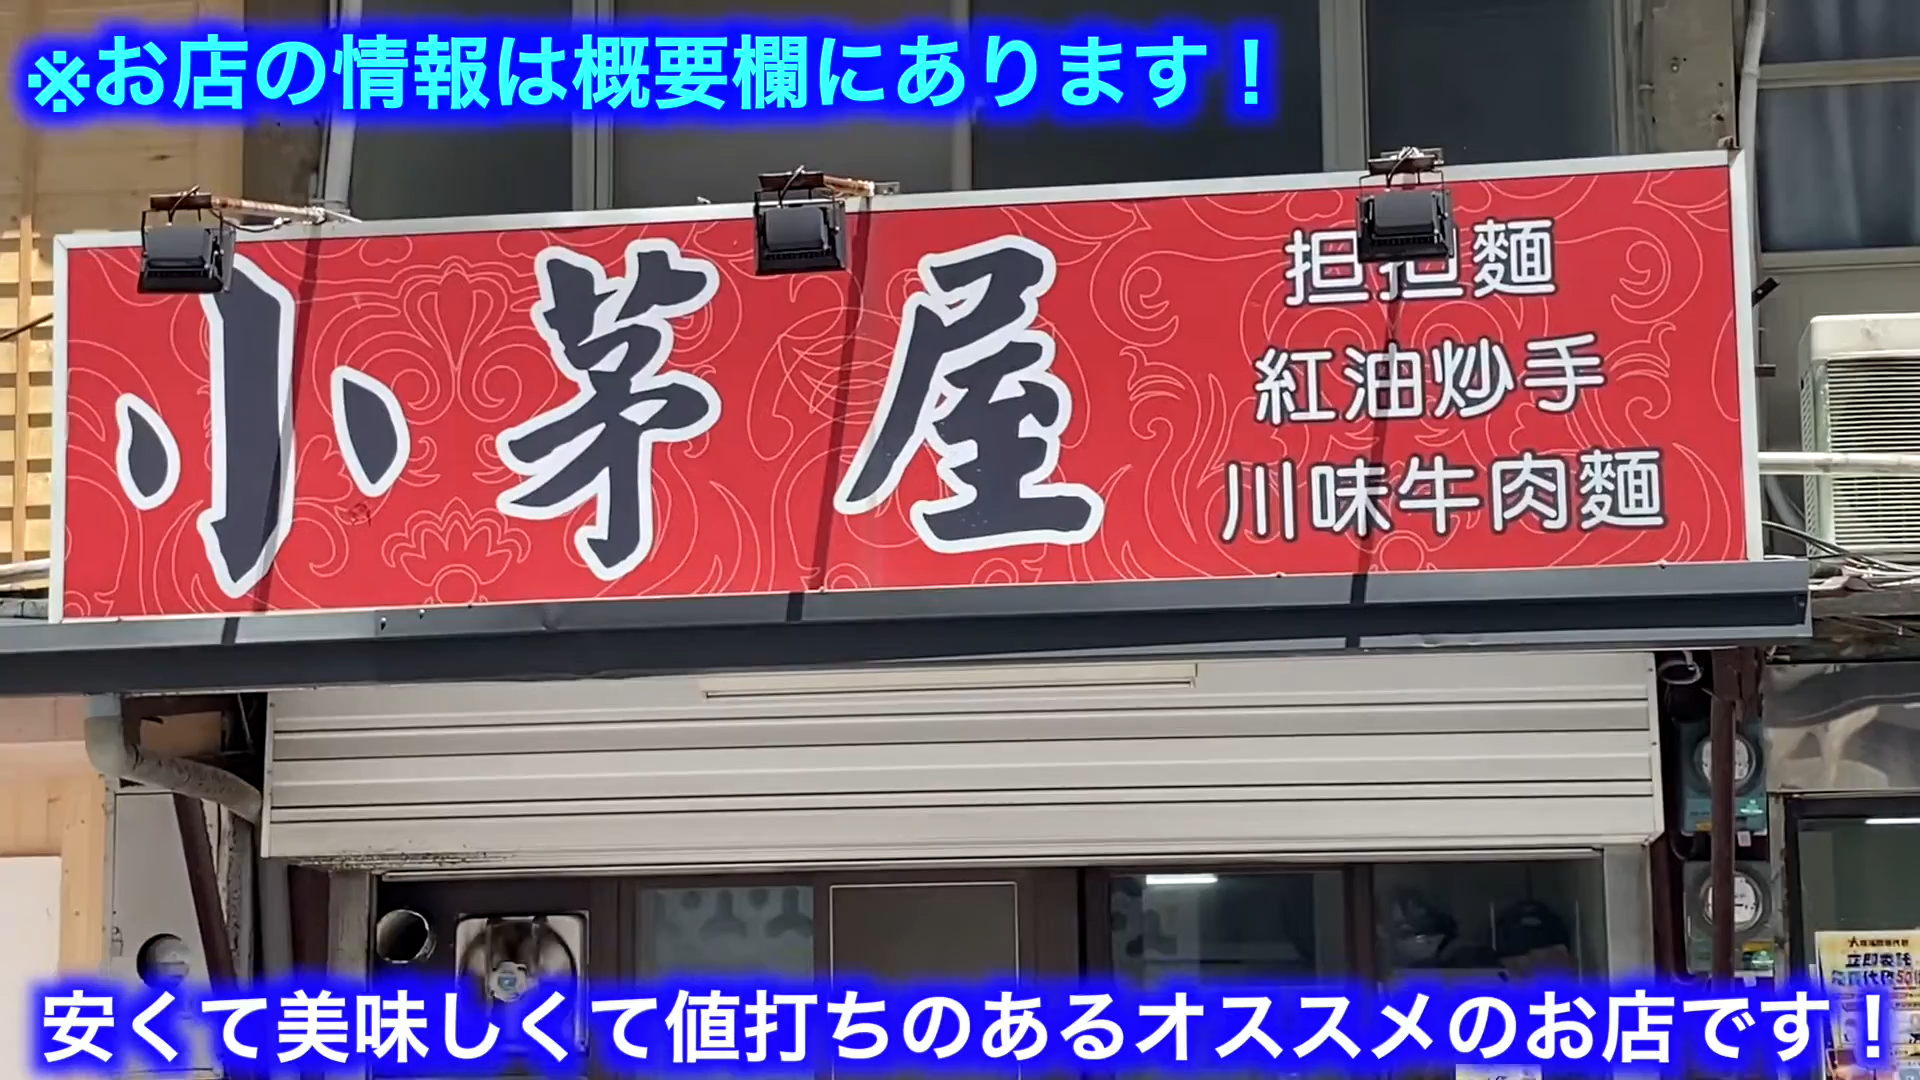 ※お店の情報は概要欄にあります！
小茅屋
担担麵
紅油炒手
川味牛肉麵
安くて美味しくて値打ちのあるオススメのお店です！